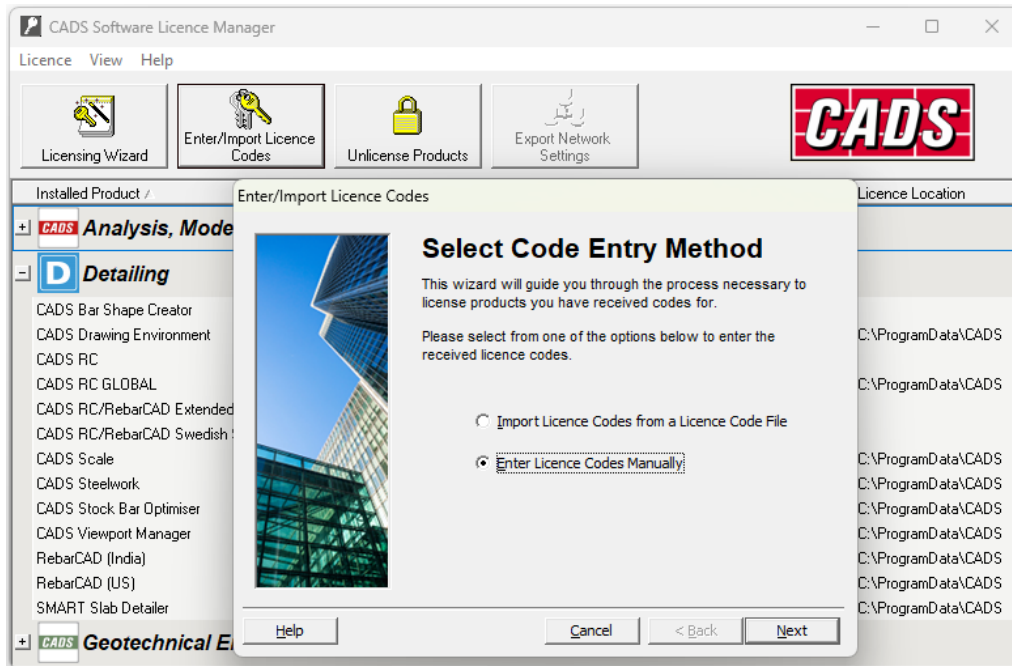 CADS Software Licence Manager
Licence View Help
Licensing Wizard
Enter/Import Licence
Codes
Unlicense Products
Export Network
Settings
CADS
Installed Product
Licence Location
CADS Analysis, Mode
D Detailing
CADS Bar Shape Creator
CADS Drawing Environment C:\ProgramData\CADS
CADS RC
CADS RC GLOBAL C:\ProgramData\CADS
CADS RC/RebarCAD Extended
CADS RC/RebarCAD Swedish
CADS Scale C:\ProgramData\CADS
CADS Steelwork C:\ProgramData\CADS
CADS Stock Bar Optimiser C:\ProgramData\CADS
CADS Viewport Manager C:\ProgramData\CADS
RebarCAD (India) C:\ProgramData\CADS
RebarCAD (US) C:\ProgramData\CADS
SMART Slab Detailer C:\ProgramData\CADS
CADS Geotechnical E
Enter/Import Licence Codes
Select Code Entry Method
This wizard will guide you through the process necessary to
license products you have received codes for.
Please select from one of the options below to enter the
received licence codes.
Import Licence Codes from a Licence Code File
Enter Licence Codes Manually
Help Cancel < Back Next